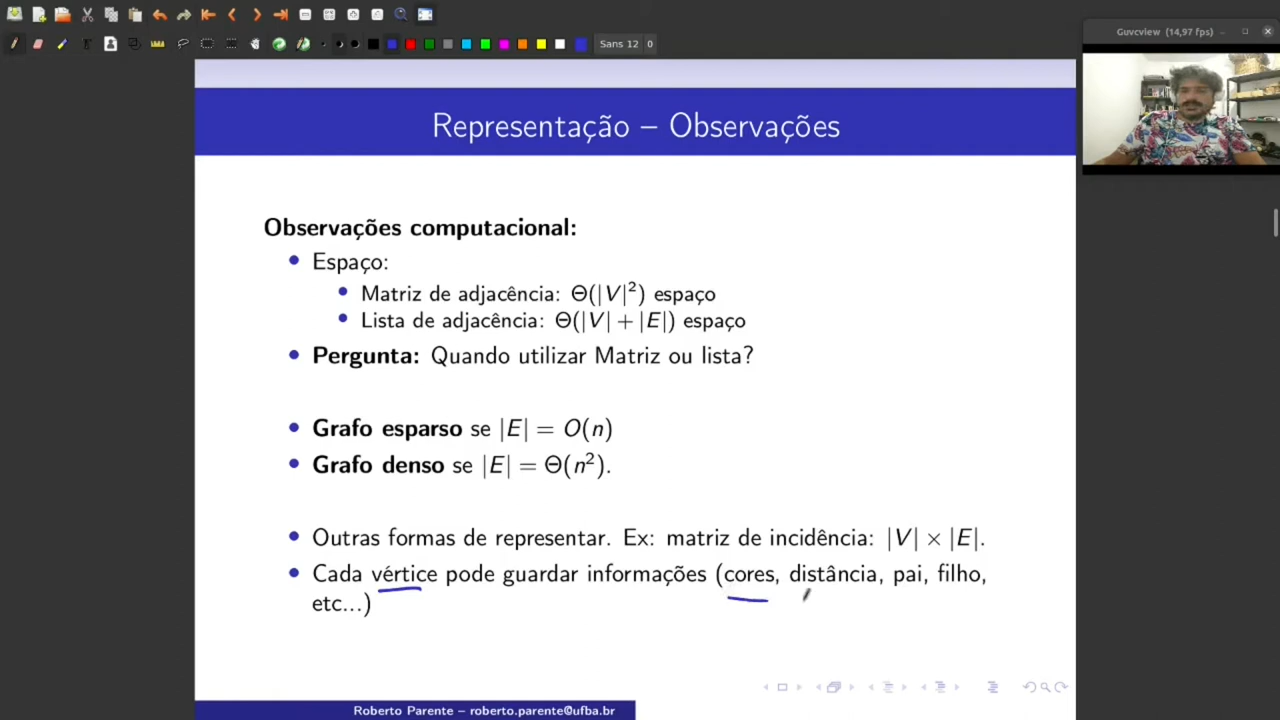 Sans 12 0
Guvcview (14,97 fps)
Representação – Observações
Observações computacional:
Espaço:
Matriz de adjacência: Θ(|V|²) espaço
Lista de adjacência: Θ(|V| + |E|) espaço
Pergunta: Quando utilizar Matriz ou lista?
Grafo esparso se |E| = O(n)
Grafo denso se |E| = Θ(n²).
Outras formas de representar. Ex: matriz de incidência: |V| × |E|.
Cada vértice pode guardar informações (cores, distância, pai, filho,
etc...)
Roberto Parente – roberto.parente@ufba.br